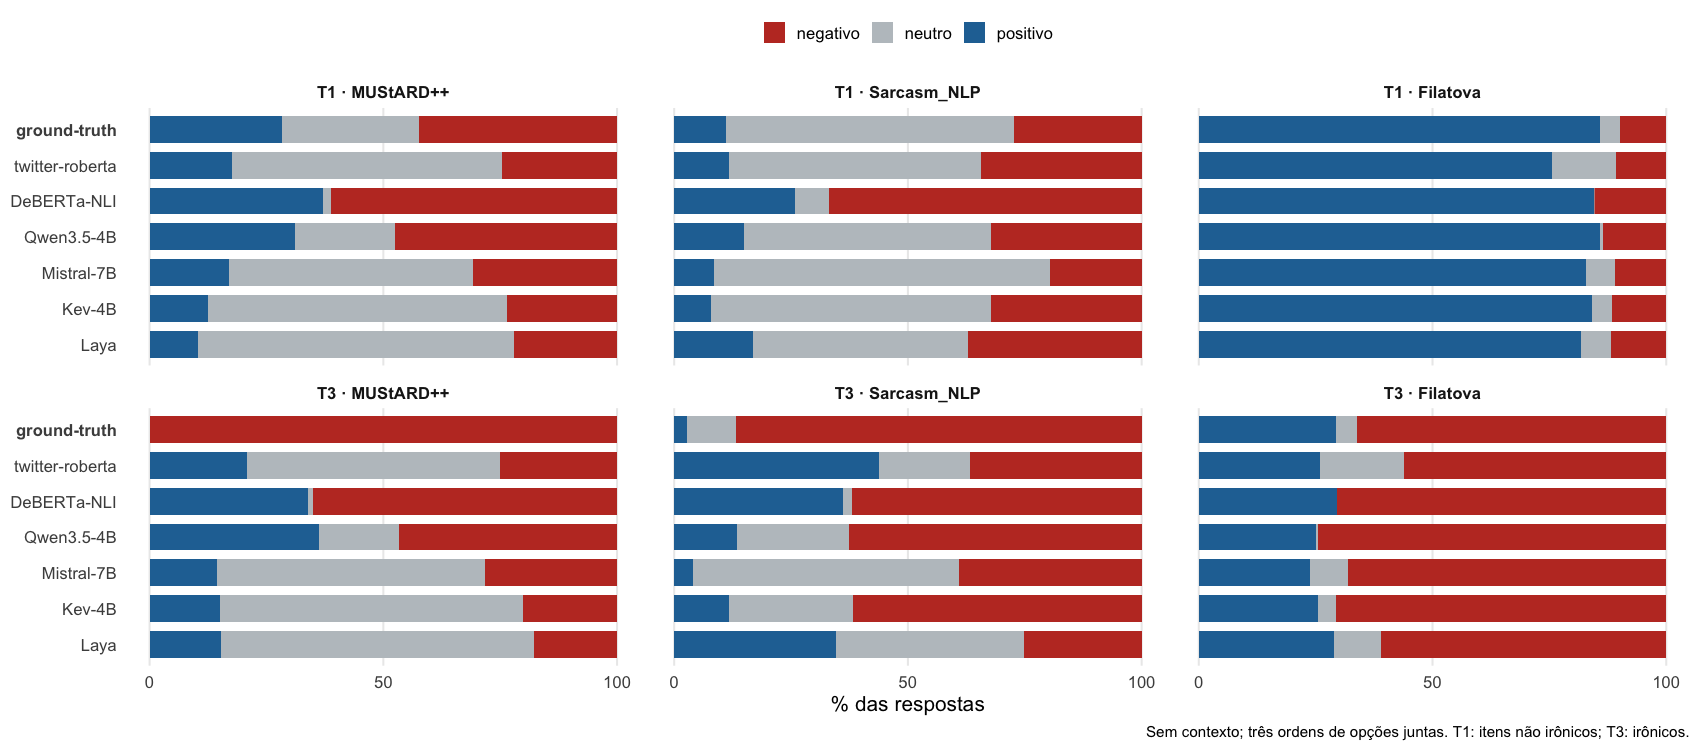 negativo neutro positivo
T1 · MUStARD++ T1 · Sarcasm_NLP T1 · Filatova
ground-truth
twitter-roberta
DeBERTa-NLI
Qwen3.5-4B
Mistral-7B
Kev-4B
Laya
T3 · MUStARD++ T3 · Sarcasm_NLP T3 · Filatova
ground-truth
twitter-roberta
DeBERTa-NLI
Qwen3.5-4B
Mistral-7B
Kev-4B
Laya
0 50 100 0 50 100 0 50 100
% das respostas
Sem contexto; três ordens de opções juntas. T1: itens não irônicos; T3: irônicos.